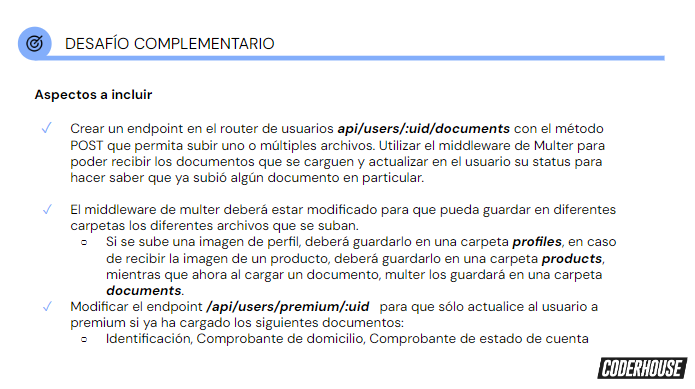 DESAFÍO COMPLEMENTARIO
Aspectos a incluir
✓ Crear un endpoint en el router de usuarios api/users/:uid/documents con el método
POST que permita subir uno o múltiples archivos. Utilizar el middleware de Multer para
poder recibir los documentos que se carguen y actualizar en el usuario su status para
hacer saber que ya subió algún documento en particular.
✓ El middleware de multer deberá estar modificado para que pueda guardar en diferentes
carpetas los diferentes archivos que se suban.
○ Si se sube una imagen de perfil, deberá guardarlo en una carpeta profiles, en caso
de recibir la imagen de un producto, deberá guardarlo en una carpeta products,
mientras que ahora al cargar un documento, multer los guardará en una carpeta
documents.
✓ Modificar el endpoint /api/users/premium/:uid para que sólo actualice al usuario a
premium si ya ha cargado los siguientes documentos:
○ Identificación, Comprobante de domicilio, Comprobante de estado de cuenta
CODERHOUSE